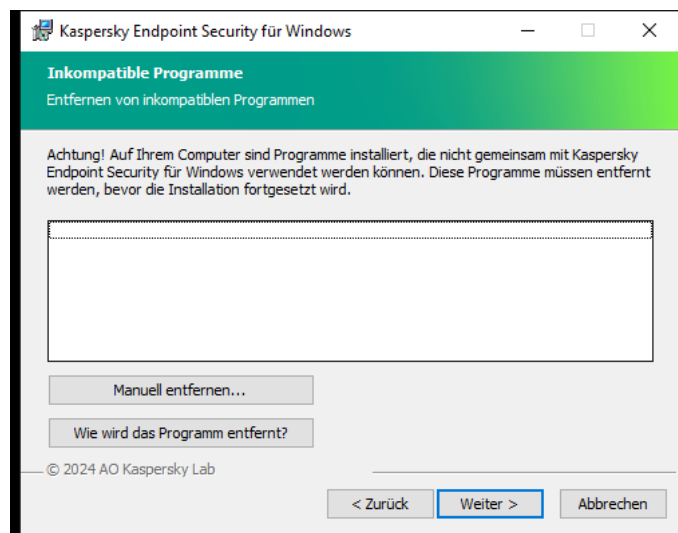 Kaspersky Endpoint Security für Windows
Inkompatible Programme
Entfernen von inkompatiblen Programmen
Achtung! Auf Ihrem Computer sind Programme installiert, die nicht gemeinsam mit Kaspersky
Endpoint Security für Windows verwendet werden können. Diese Programme müssen entfernt
werden, bevor die Installation fortgesetzt wird.
Manuell entfernen...
Wie wird das Programm entfernt?
© 2024 AO Kaspersky Lab
< Zurück
Weiter >
Abbrechen